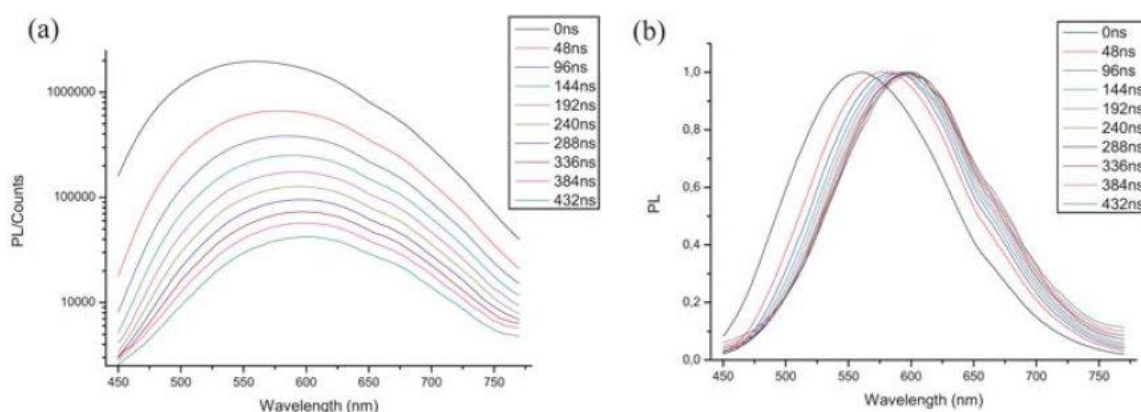 (a)
PL/Counts
1000000
100000
10000
450 500 550 600 650 700 750
Wavelength (nm)
0ns
48ns
96ns
144ns
192ns
240ns
288ns
336ns
384ns
432ns
(b)
PL
1,0
0,8
0,6
0,4
0,2
0,0
450 500 550 600 650 700 750
Wavelength (nm)
0ns
48ns
96ns
144ns
192ns
240ns
288ns
336ns
384ns
432ns